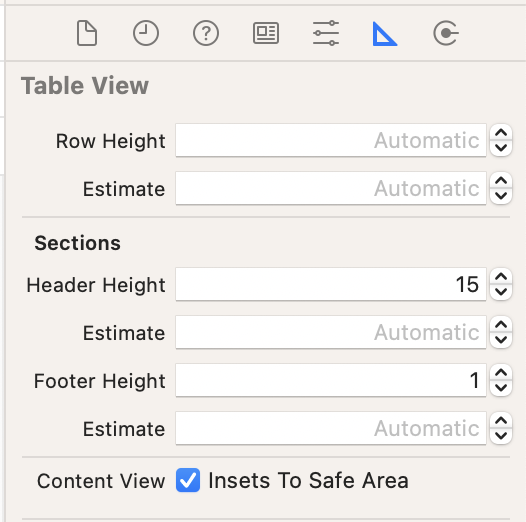 Table View
Row Height Automatic
Estimate Automatic
Sections
Header Height 15
Estimate Automatic
Footer Height 1
Estimate Automatic
Content View Insets To Safe Area